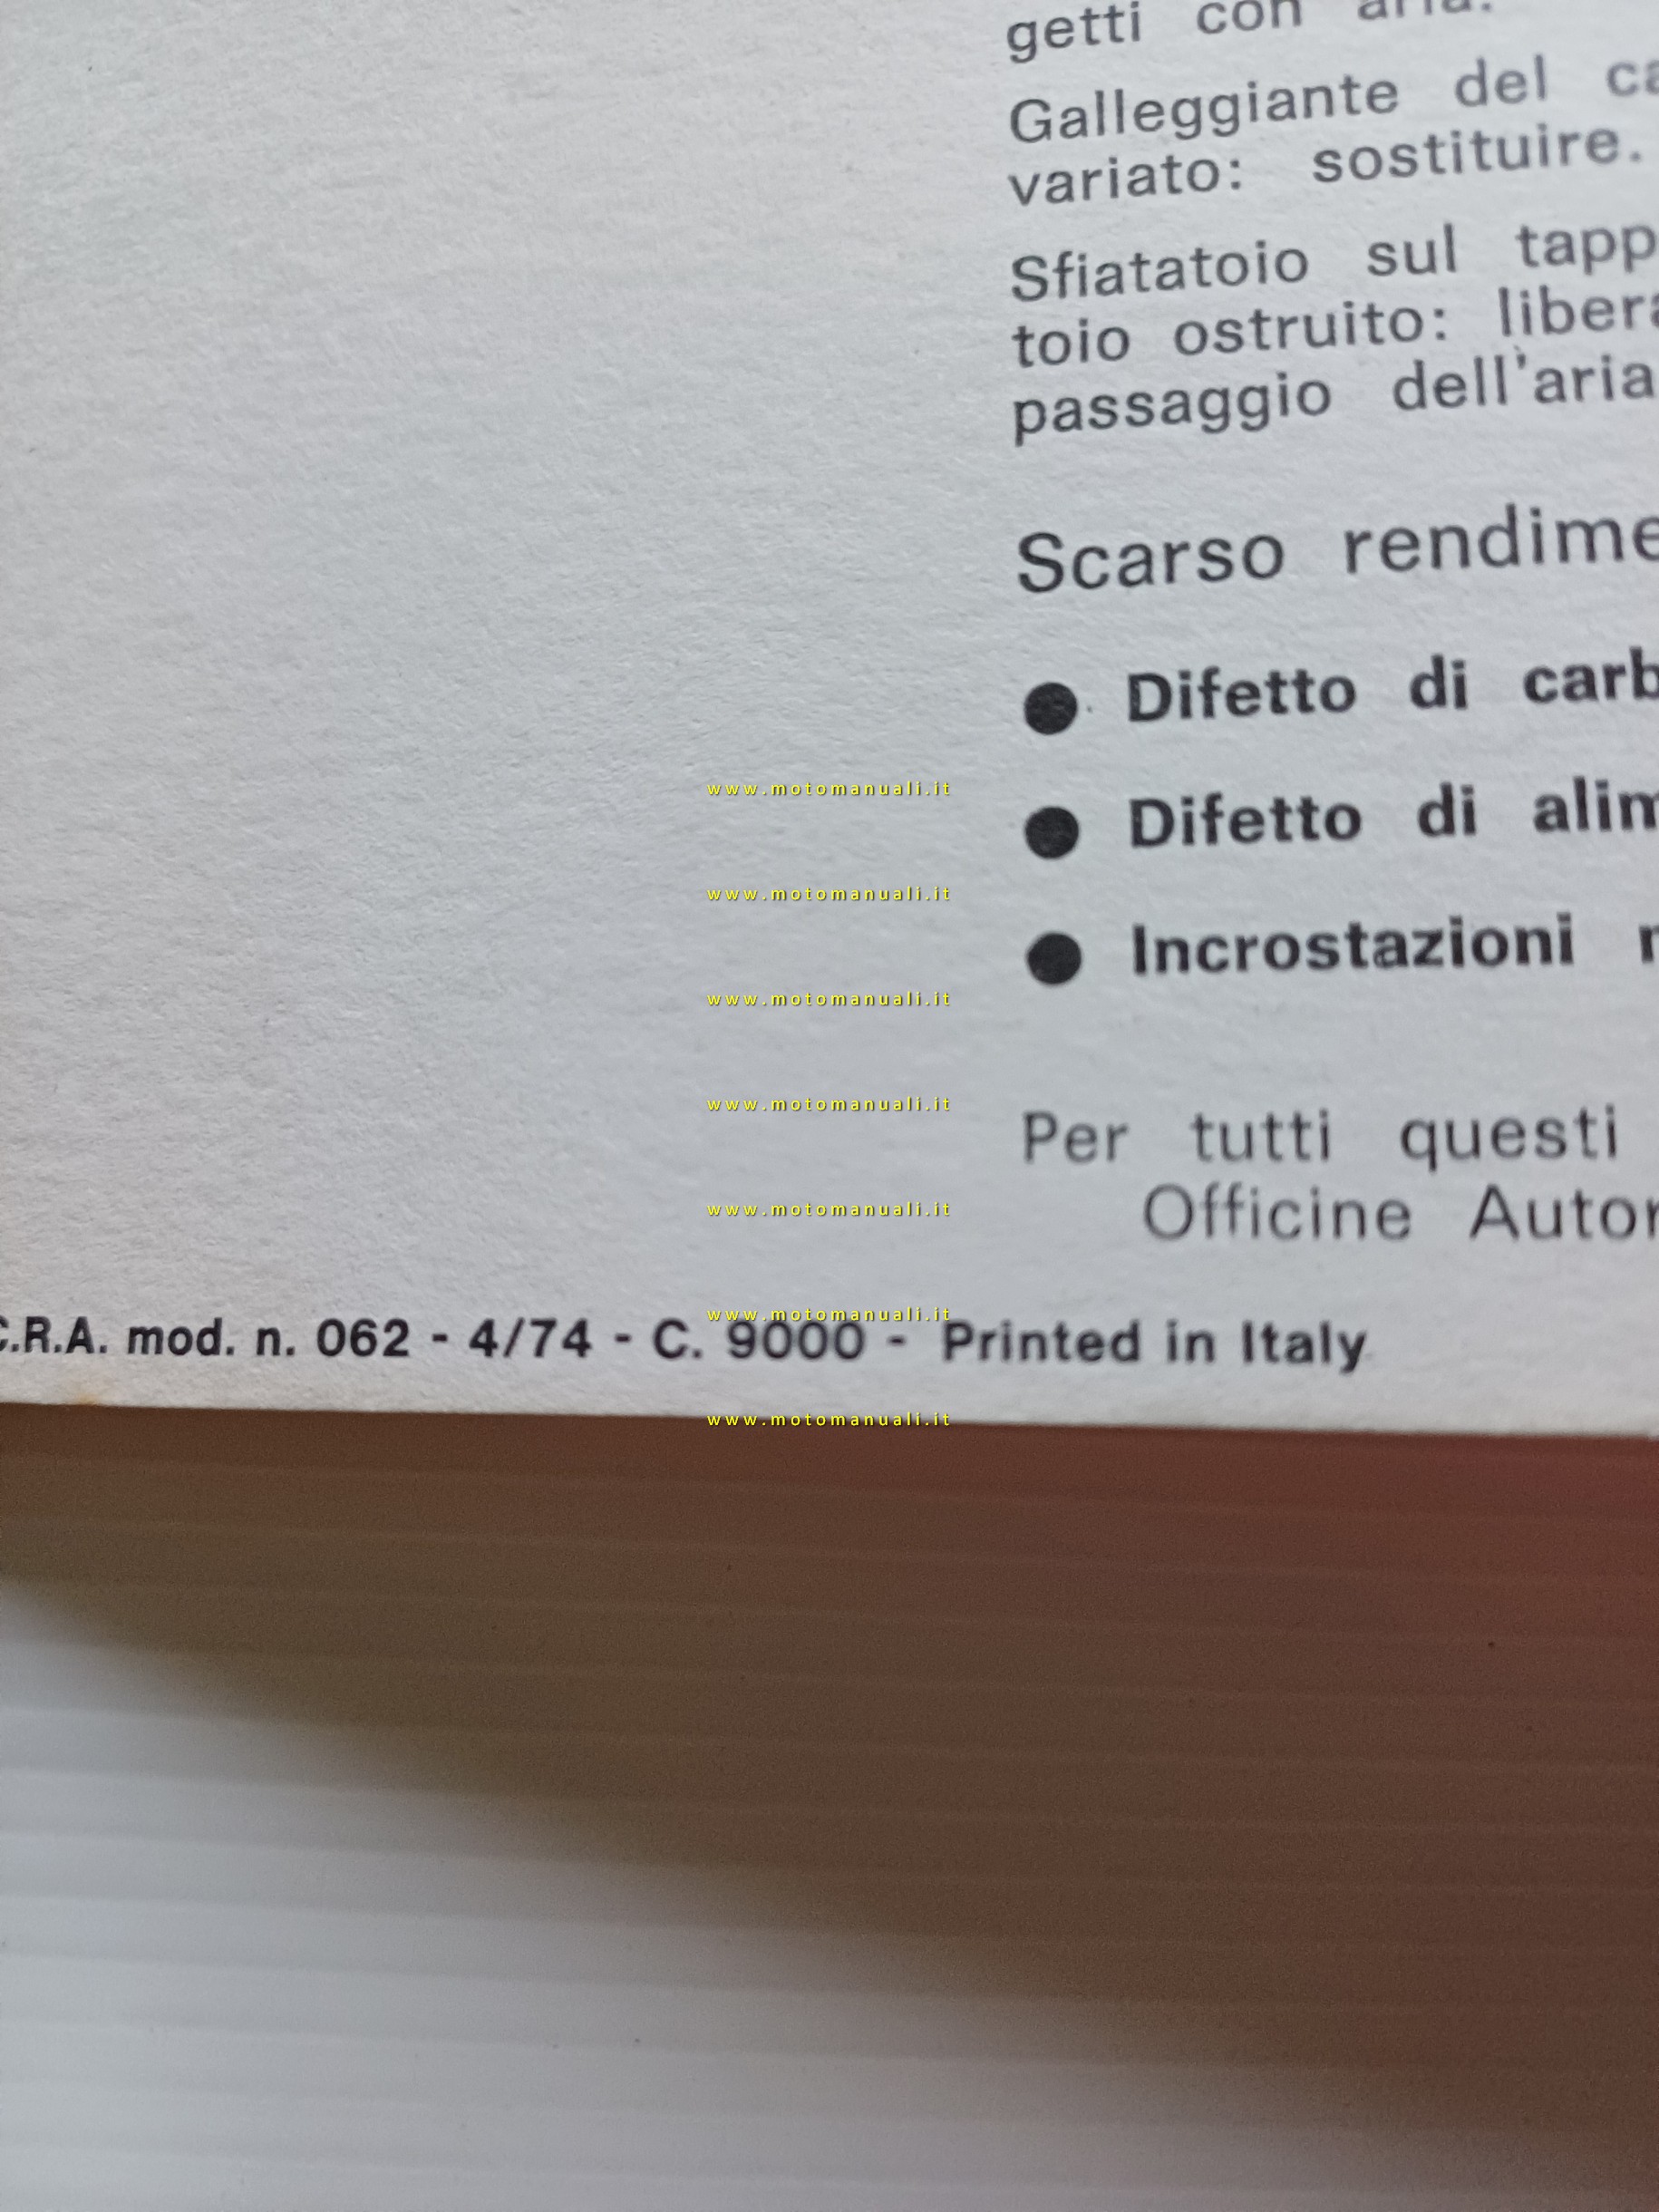 getti con aria.
Galleggiante del
variato: sostituire.
Sfiatatoio sul
toio ostruito:
passaggio dell'aria
Scarso
● Difetto di
● Difetto di
● Incrostazioni
Per tutti questi
Officine
C.R.A. mod. n. 062 - 4/74 - C. 9000 - Printed in Italy
www.motomanuali.it
www.motomanuali.it
www.motomanuali.it
www.motomanuali.it
www.motomanuali.it
www.motomanuali.it
www.motomanuali.it